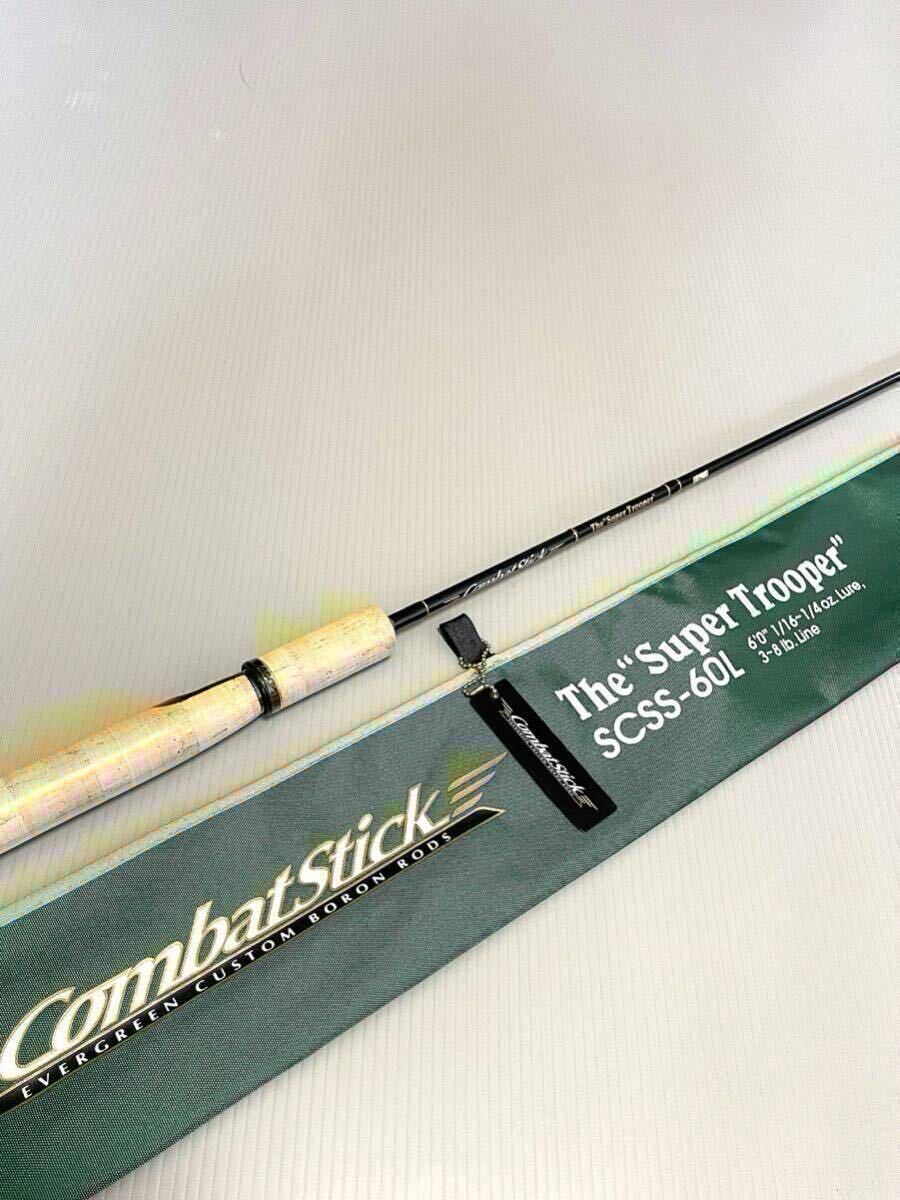 CombatStick
The "Super Trooper"
The "Super Trooper"
SCSS-60L
6'0" 1/16~1/4oz. Lure,
3~8 lb. Line
CombatStick
CombatStick
EVERGREEN CUSTOM BORON RODS